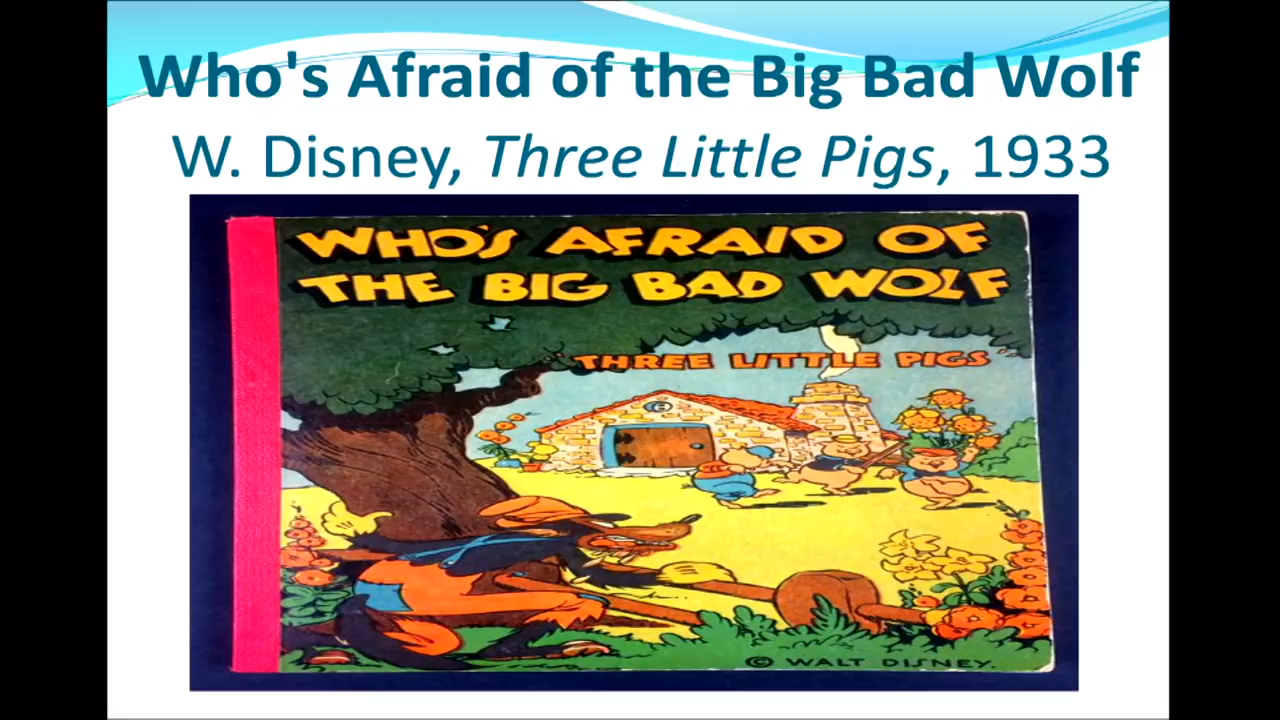 Who's Afraid of the Big Bad Wolf
W. Disney, Three Little Pigs, 1933
WHO'S AFRAID OF
THE BIG BAD WOLF
"THREE LITTLE PIGS"
© WALT DISNEY.